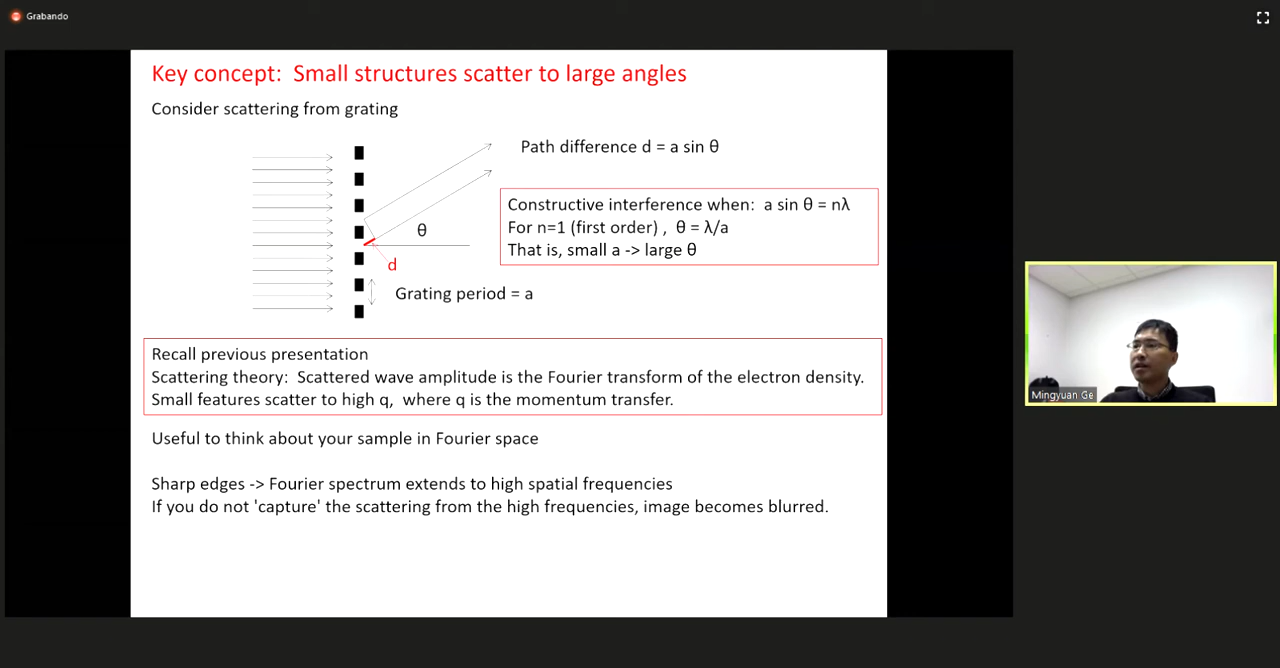 Grabando
Key concept:  Small structures scatter to large angles
Consider scattering from grating
Path difference d = a sin θ
Constructive interference when:  a sin θ = nλ
For n=1 (first order) ,  θ = λ/a
That is, small a -> large θ
θ
d
Grating period = a
Recall previous presentation
Scattering theory:  Scattered wave amplitude is the Fourier transform of the electron density.
Small features scatter to high q,  where q is the momentum transfer.
Useful to think about your sample in Fourier space
Sharp edges -> Fourier spectrum extends to high spatial frequencies
If you do not 'capture' the scattering from the high frequencies, image becomes blurred.
Mingyuan Ge